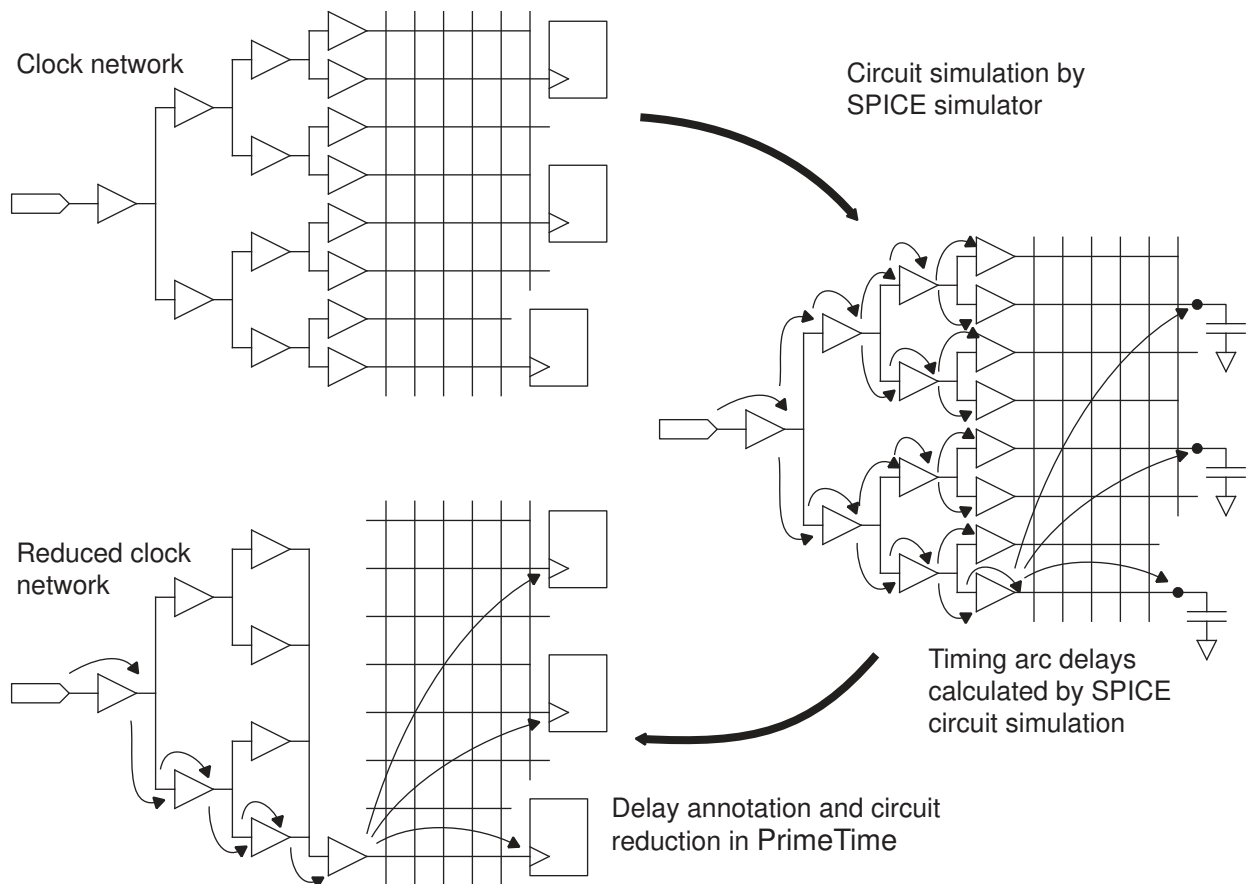 Clock network
Circuit simulation by
SPICE simulator
Reduced clock
network
Timing arc delays
calculated by SPICE
circuit simulation
Delay annotation and circuit
reduction in PrimeTime